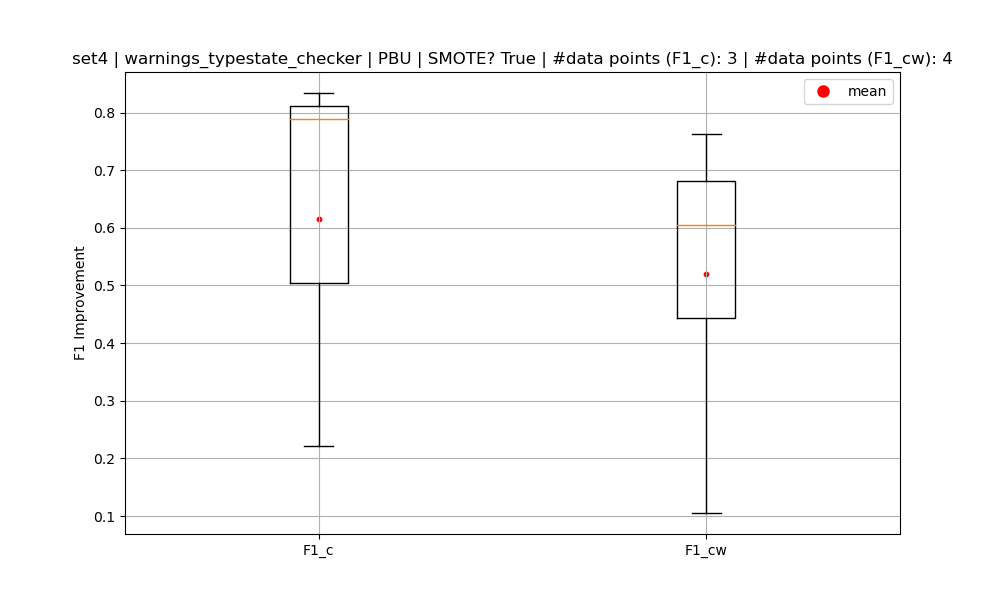 set4 | warnings_typestate_checker | PBU | SMOTE? True | #data points (F1_c): 3 | #data points (F1_cw): 4
mean
0.8
0.7
0.6
0.5
0.4
0.3
0.2
0.1
F1 Improvement
F1_c
F1_cw